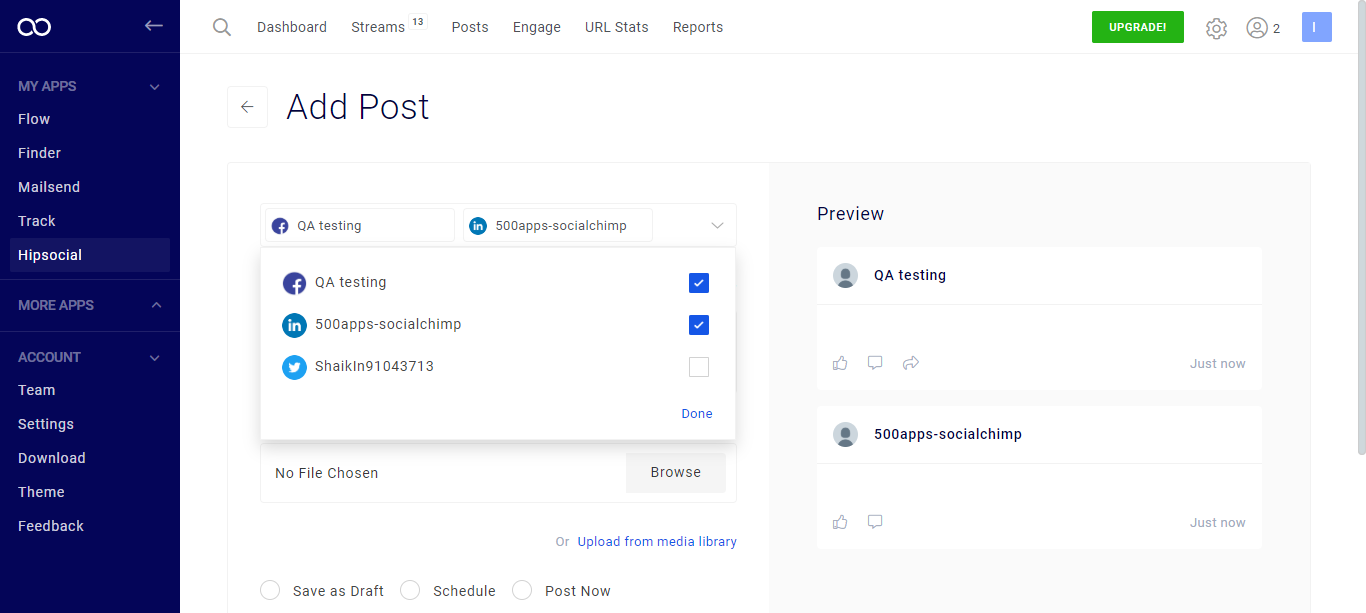 Dashboard Streams 13 Posts Engage URL Stats Reports UPGRADE! 2 I
MY APPS
Flow
Finder
Mailsend
Track
Hipsocial
MORE APPS
ACCOUNT
Team
Settings
Download
Theme
Feedback
Add Post
QA testing 500apps-socialchimp
QA testing
500apps-socialchimp
ShaikIn91043713
Done
No File Chosen Browse
Or Upload from media library
Save as Draft Schedule Post Now
Preview
QA testing
Just now
500apps-socialchimp
Just now